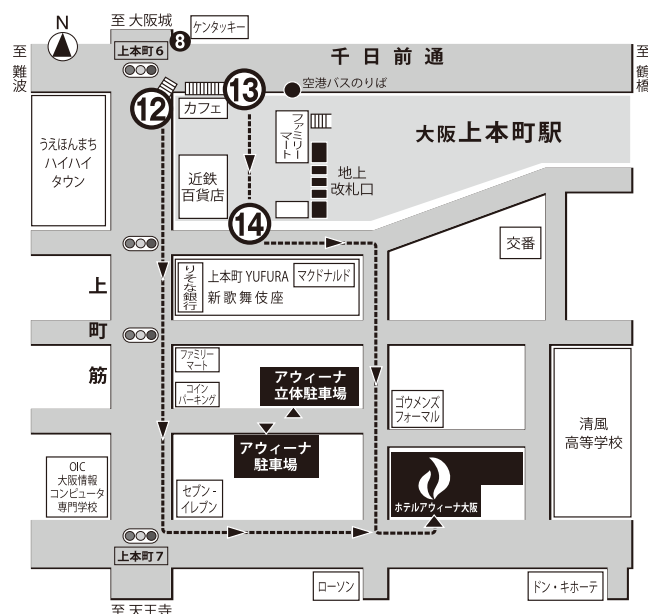 至 大阪城
ケンタッキー
N
8
上本町6
千日前通
至 難波
至 鶴橋
12
13
空港バスのりば
カフェ
ファミリーマート
大阪上本町駅
うえほんまち
ハイハイ
タウン
近鉄
百貨店
地上
改札口
14
交番
上町筋
りそな銀行
上本町 YUFURA
新歌舞伎座
マクドナルド
ファミリー
マート
コイン
パーキング
アウィーナ
立体駐車場
ゴウメンズ
フォーマル
清風
高等学校
アウィーナ
駐車場
OIC
大阪情報
コンピュータ
専門学校
セブン-
イレブン
ホテルアウィーナ大阪
上本町7
ローソン
ドン・キホーテ
至 天王寺